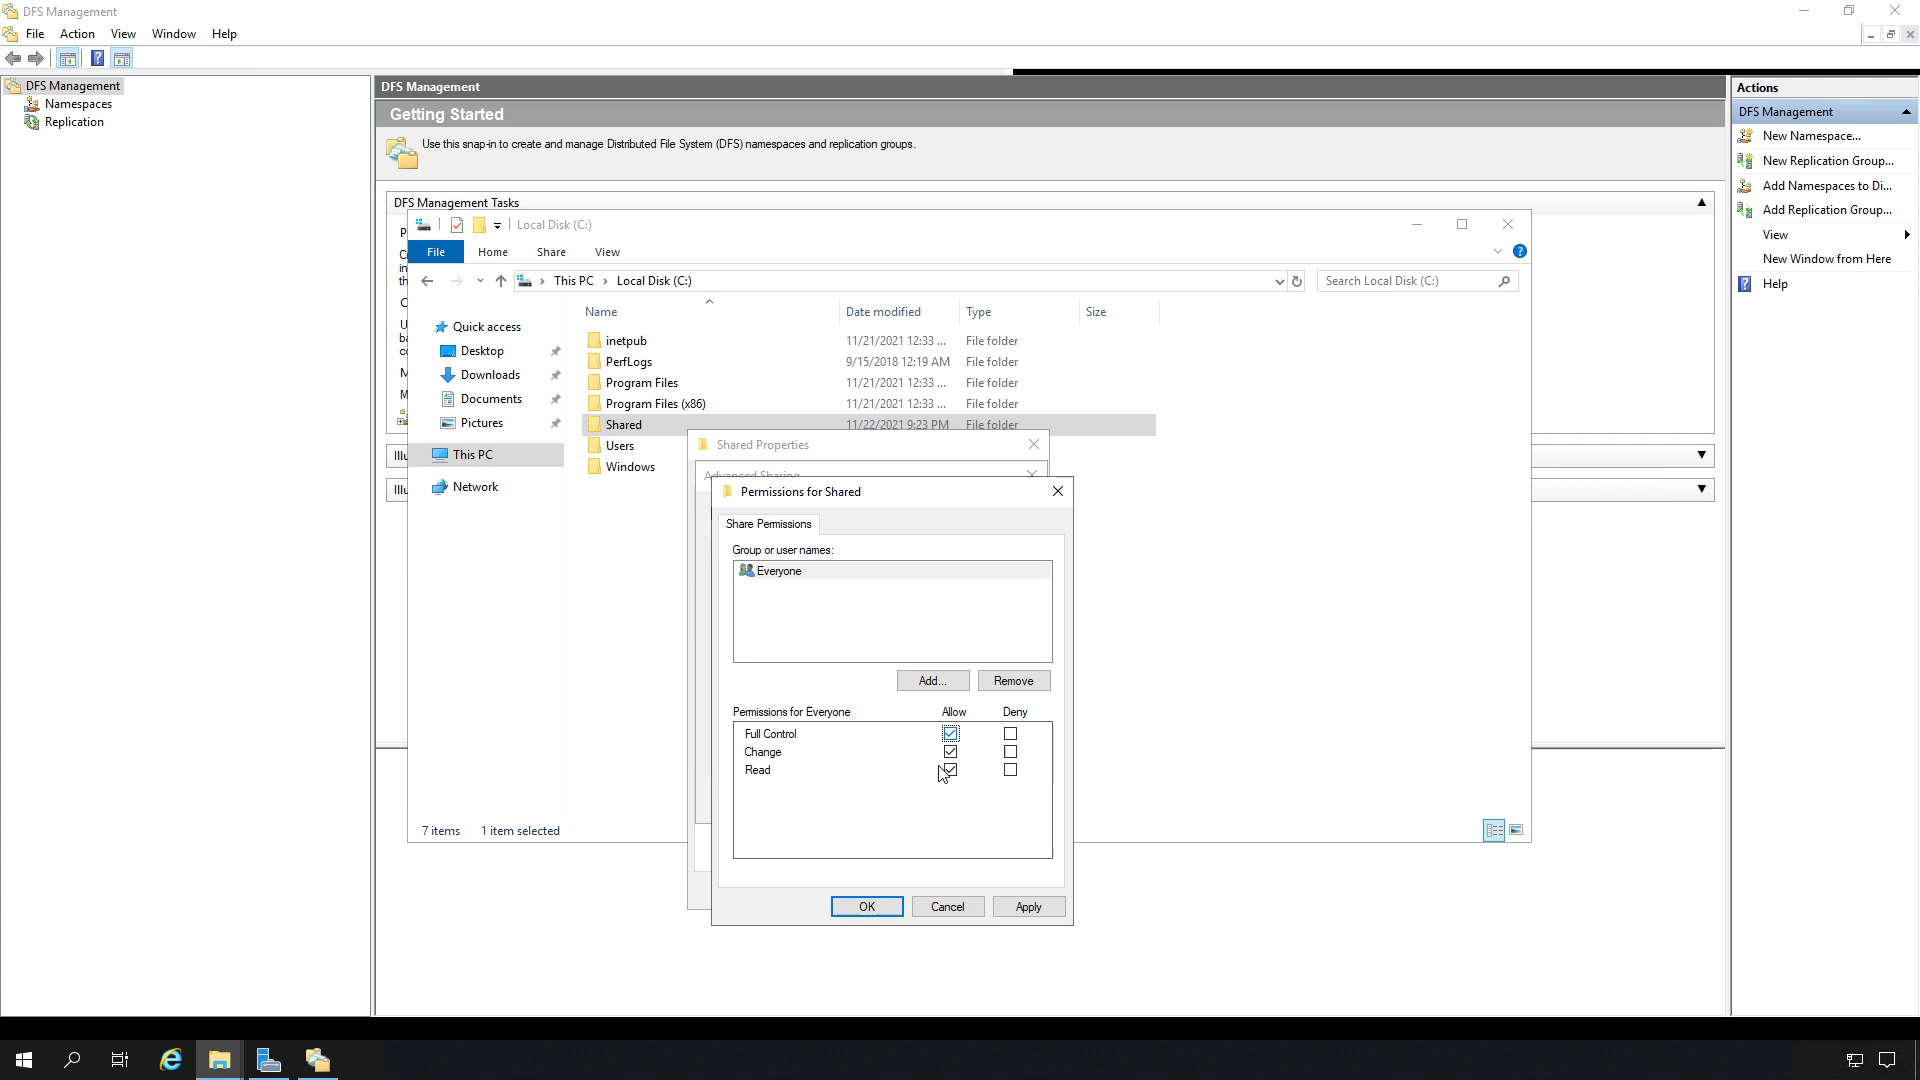 DFS Management
File Action View Window Help
DFS Management
Namespaces
Replication
DFS Management
Getting Started
Use this snap-in to create and manage Distributed File System (DFS) namespaces and replication groups.
DFS Management Tasks
Local Disk (C:)
File Home Share View
This PC Local Disk (C:)
Search Local Disk (C:)
Name Date modified Type Size
Quick access
Desktop
Downloads
Documents
Pictures
This PC
Network
inetpub 11/21/2021 12:33 ... File folder
PerfLogs 9/15/2018 12:19 AM File folder
Program Files 11/21/2021 12:33 ... File folder
Program Files (x86) 11/21/2021 12:33 ... File folder
Shared 11/22/2021 9:23 PM File folder
Users
Windows
7 items 1 item selected
Shared Properties
Advanced Sharing
Permissions for Shared
Share Permissions
Group or user names:
Everyone
Add... Remove
Permissions for Everyone Allow Deny
Full Control
Change
Read
OK Cancel Apply
Actions
DFS Management
New Namespace...
New Replication Group...
Add Namespaces to Di...
Add Replication Group...
View
New Window from Here
Help